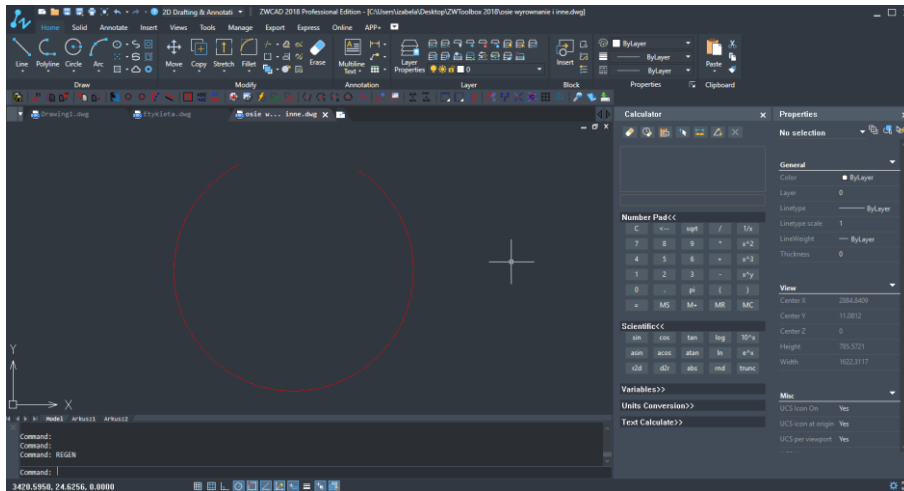 2D Drafting & Annotati
ZWCAD 2018 Professional Edition - [C:\Users\izabela\Desktop\ZWToolbox 2018\osie wyrownanie i inne.dwg]
Home Solid Annotate Insert Views Tools Manage Export Express Online APP+
Line Polyline Circle Arc
Move Copy Stretch Fillet Erase
Multiline Text
Layer Properties
0
Insert
ByLayer
ByLayer
ByLayer
Paste
Draw Modify Annotation Layer Block Properties Clipboard
Drawing1.dwg Etykieta.dwg osie w... inne.dwg
Calculator
Number Pad<<
C <-- sqrt / 1/x
7 8 9 * x^2
4 5 6 + x^3
1 2 3 - x^y
0 . pi ( )
= MS M+ MR MC
Scientific<<
sin cos tan log 10^x
asin acos atan ln e^x
r2d d2r abs rnd trunc
Variables>>
Units Conversion>>
Text Calculate>>
Properties
No selection
General
Color ByLayer
Layer 0
Linetype ByLayer
Linetype scale 1
LineWeight ByLayer
Thickness 0
View
Center X 2884.8409
Center Y 11.0812
Center Z 0
Height 785.5721
Width 1622.3117
Misc
UCS Icon On Yes
UCS icon at origin Yes
UCS per viewport Yes
Y
X
Model Arkusz1 Arkusz2
Command:
Command:
Command: REGEN
Command:
3420.5950, 24.6256, 0.0000